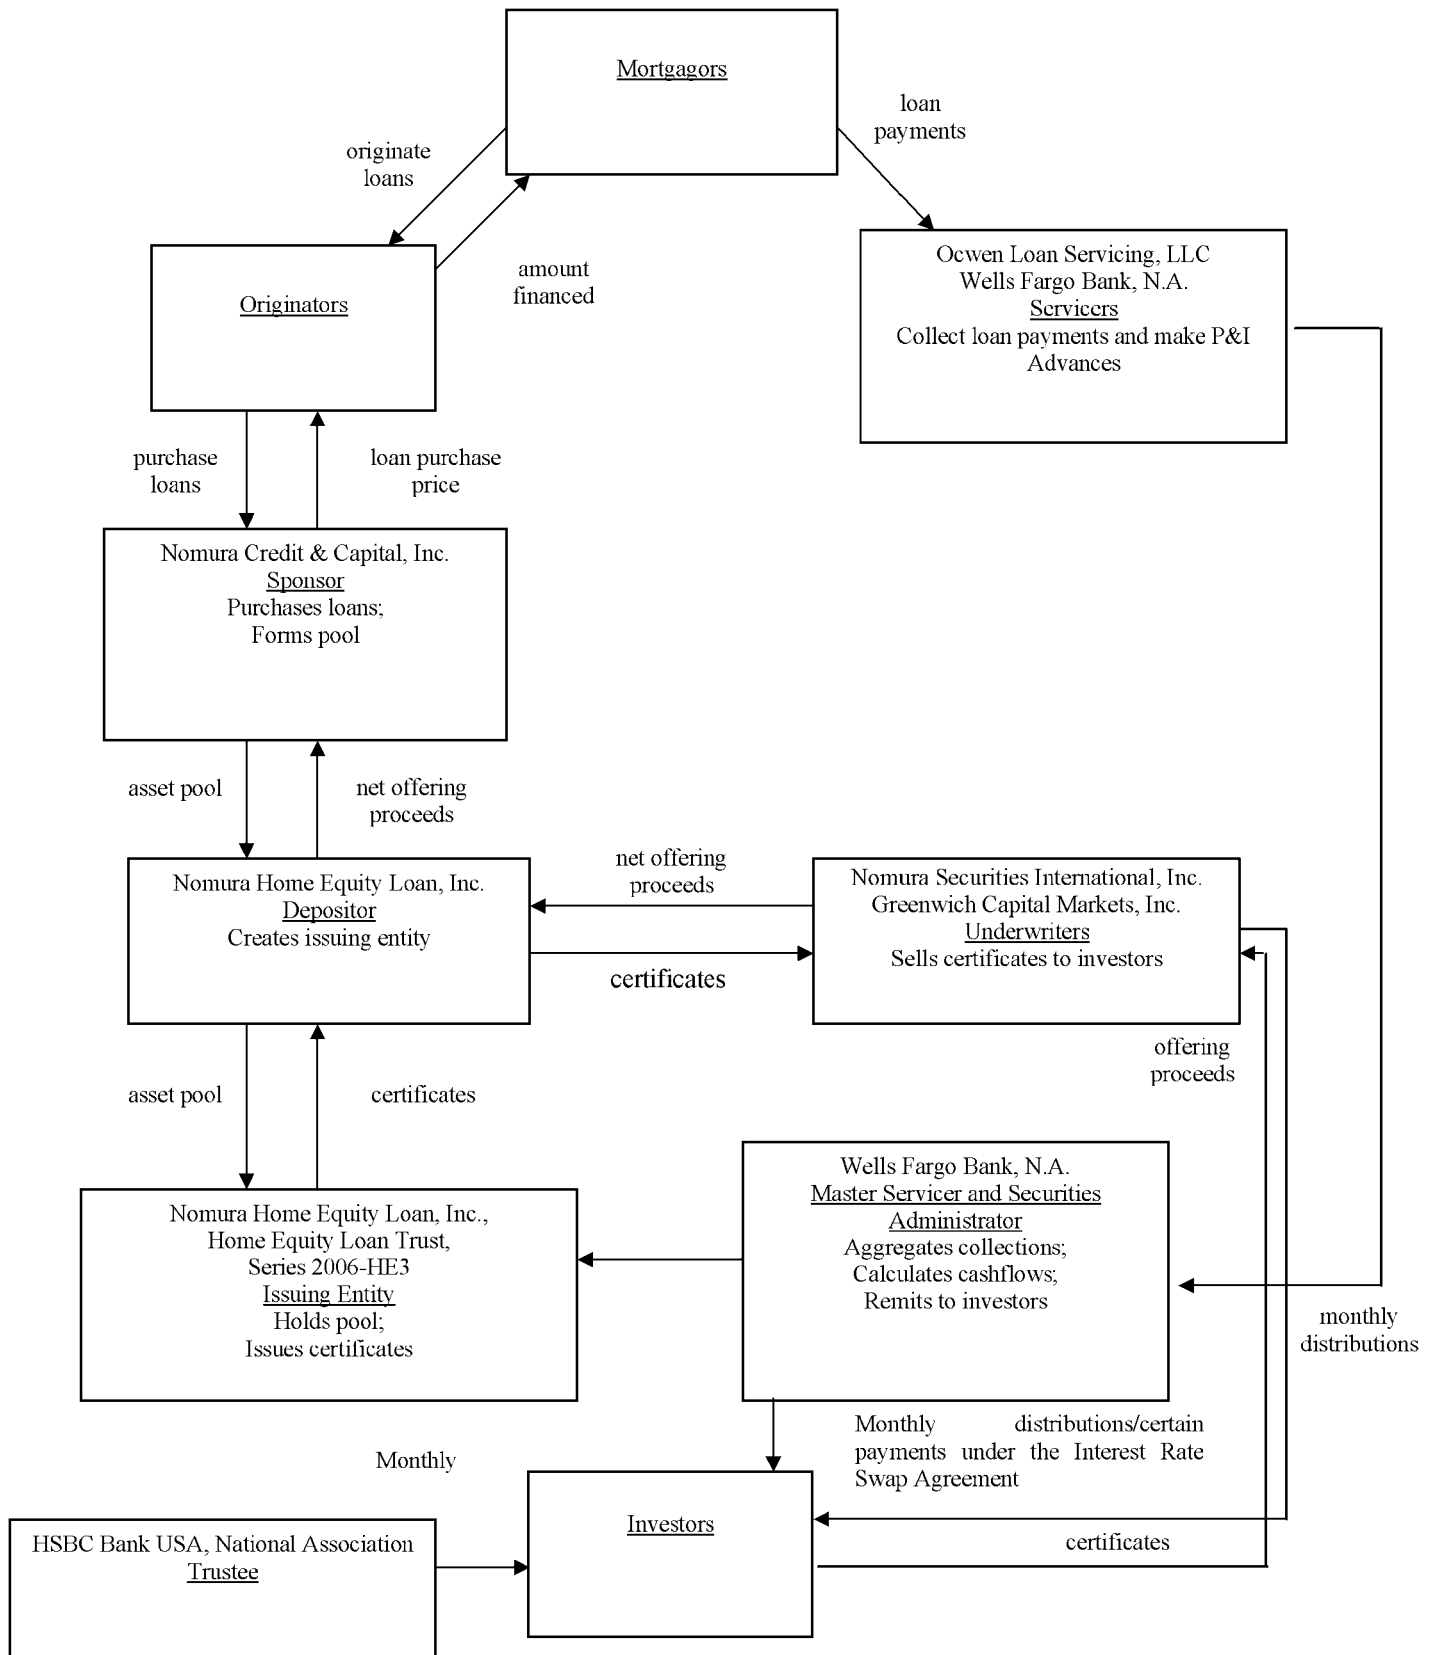 Mortgagors
loan
payments
originate
loans
amount
financed
Originators
Ocwen Loan Servicing, LLC
Wells Fargo Bank, N.A.
Servicers
Collect loan payments and make P&I
Advances
purchase
loans
loan purchase
price
Nomura Credit & Capital, Inc.
Sponsor
Purchases loans;
Forms pool
asset pool
net offering
proceeds
Nomura Home Equity Loan, Inc.
Depositor
Creates issuing entity
net offering
proceeds
certificates
Nomura Securities International, Inc.
Greenwich Capital Markets, Inc.
Underwriters
Sells certificates to investors
offering
proceeds
asset pool
certificates
Nomura Home Equity Loan, Inc.,
Home Equity Loan Trust,
Series 2006-HE3
Issuing Entity
Holds pool;
Issues certificates
Wells Fargo Bank, N.A.
Master Servicer and Securities
Administrator
Aggregates collections;
Calculates cashflows;
Remits to investors
monthly
distributions
Monthly distributions/certain
payments under the Interest Rate
Swap Agreement
Monthly
Investors
certificates
HSBC Bank USA, National Association
Trustee